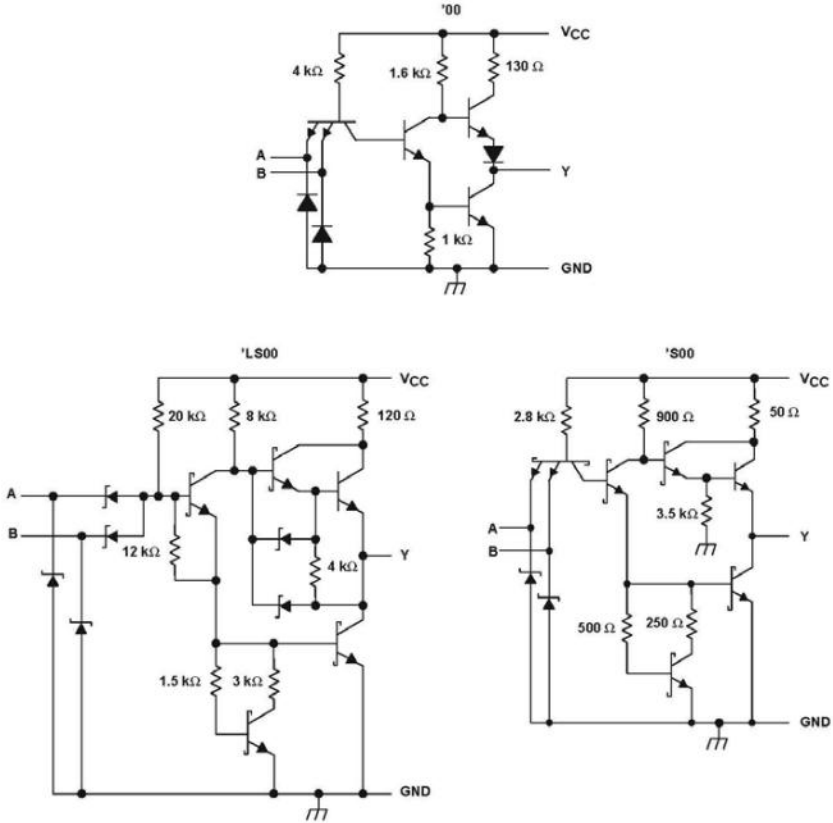 '00
VCC
4 kΩ
1.6 kΩ
130 Ω
A
B
Y
1 kΩ
GND
'LS00
VCC
20 kΩ
8 kΩ
120 Ω
A
B
12 kΩ
4 kΩ
Y
1.5 kΩ
3 kΩ
GND
'S00
VCC
2.8 kΩ
900 Ω
50 Ω
3.5 kΩ
A
Y
B
500 Ω
250 Ω
GND